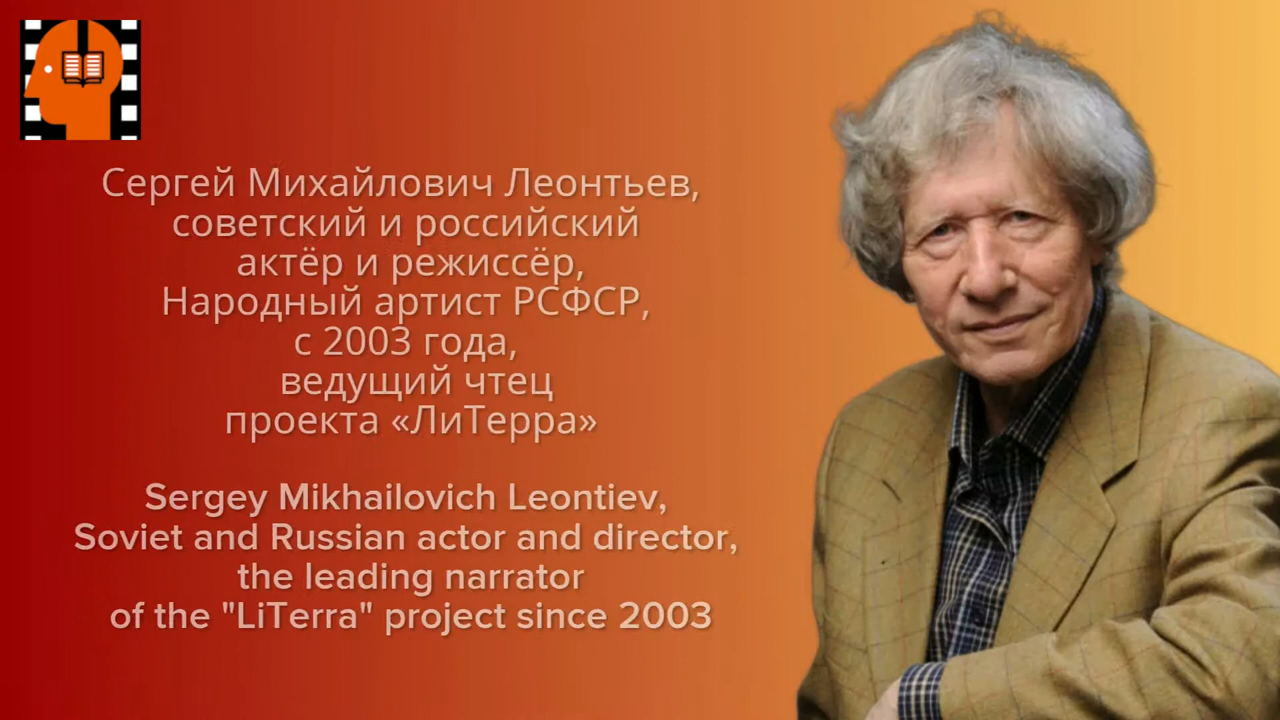 Сергей Михайлович Леонтьев,
советский и российский
актёр и режиссёр,
Народный артист РСФСР,
с 2003 года,
ведущий чтец
проекта «ЛиТерра»
Sergey Mikhailovich Leontiev,
Soviet and Russian actor and director,
the leading narrator
of the "LiTerra" project since 2003